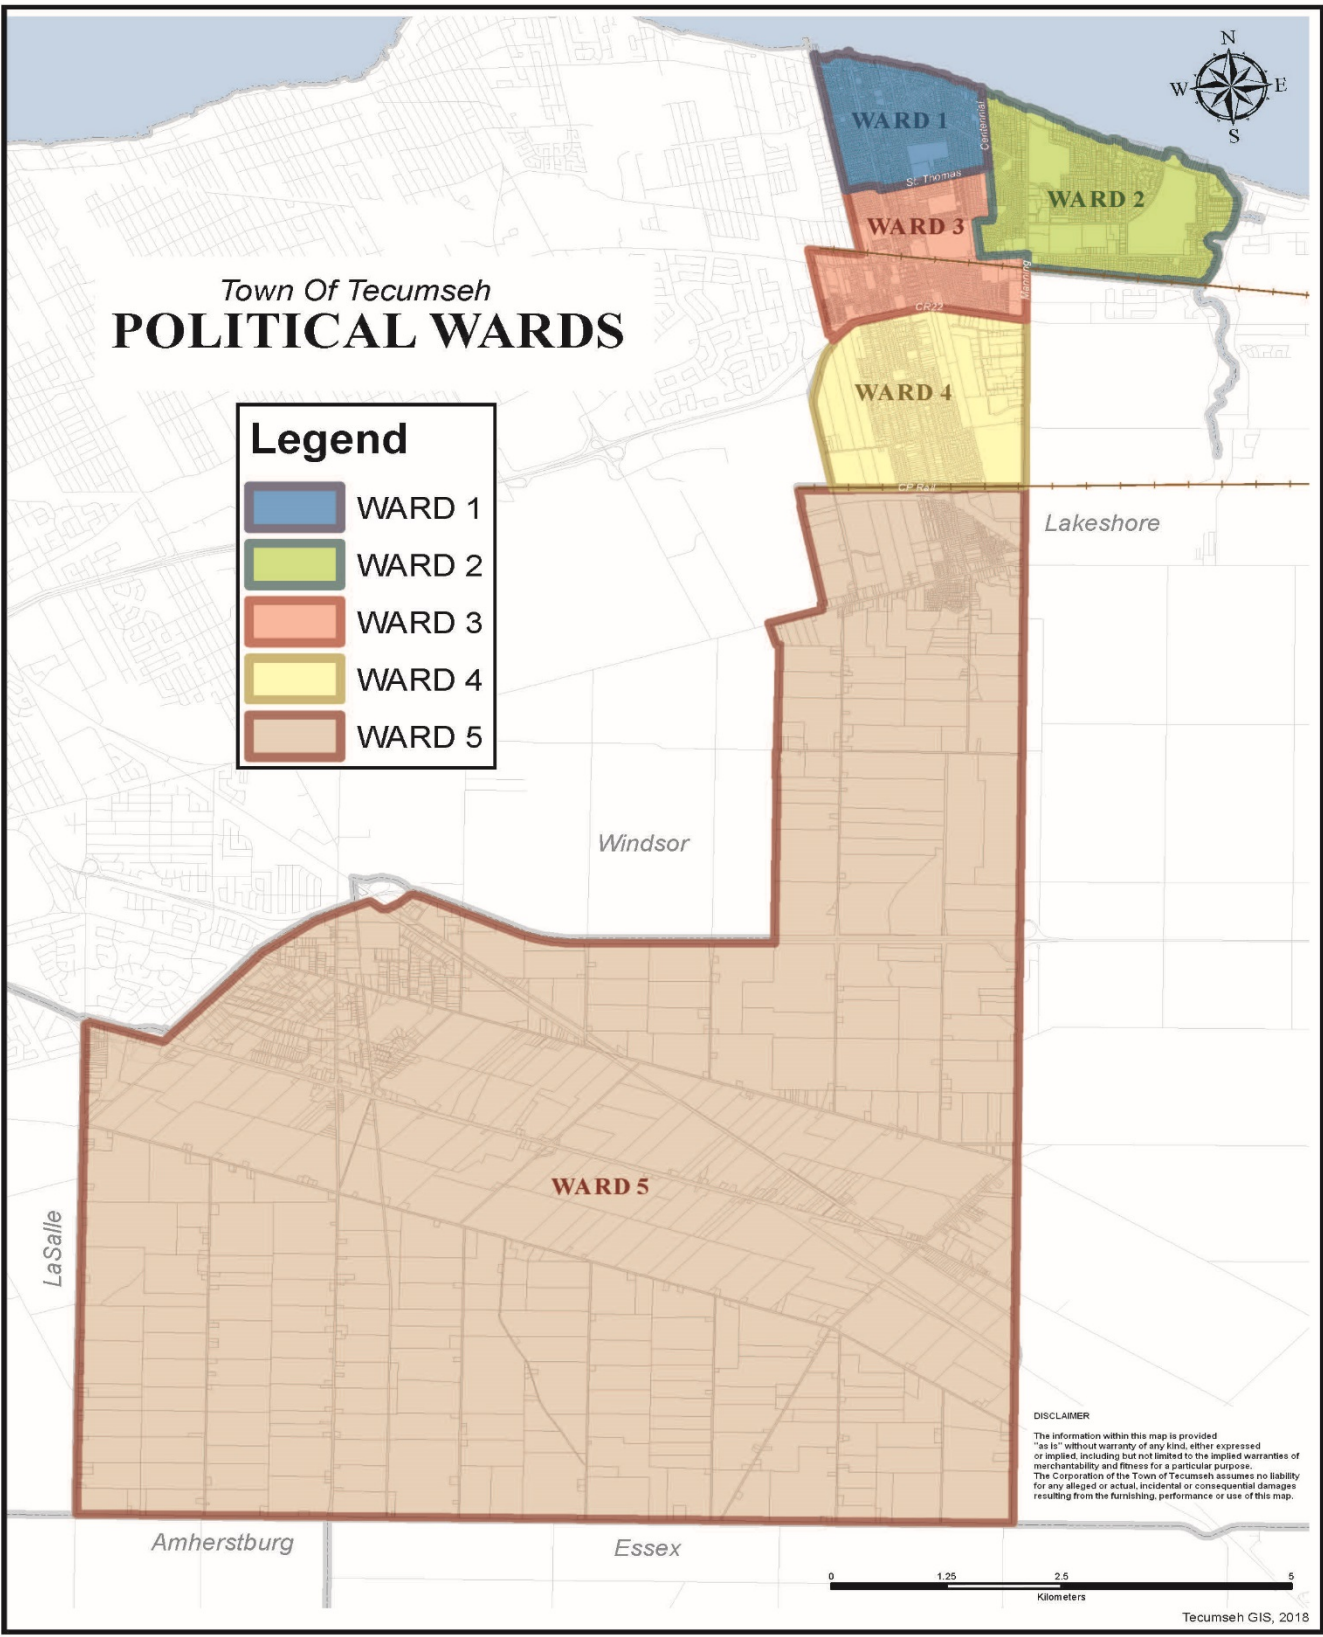 N
W E
S
WARD 1
Centennial
St. Thomas
WARD 2
WARD 3
Manning
CR22
Town Of Tecumseh
POLITICAL WARDS
WARD 4
CP Rail
Legend
WARD 1
WARD 2
WARD 3
WARD 4
WARD 5
Lakeshore
Windsor
WARD 5
LaSalle
DISCLAIMER
The information within this map is provided
"as is" without warranty of any kind, either expressed
or implied, including but not limited to the implied warranties of
merchantability and fitness for a particular purpose.
The Corporation of the Town of Tecumseh assumes no liability
for any alleged or actual, incidental or consequential damages
resulting from the furnishing, performance or use of this map.
Amherstburg
Essex
0 1.25 2.5 5
Kilometers
Tecumseh GIS, 2018